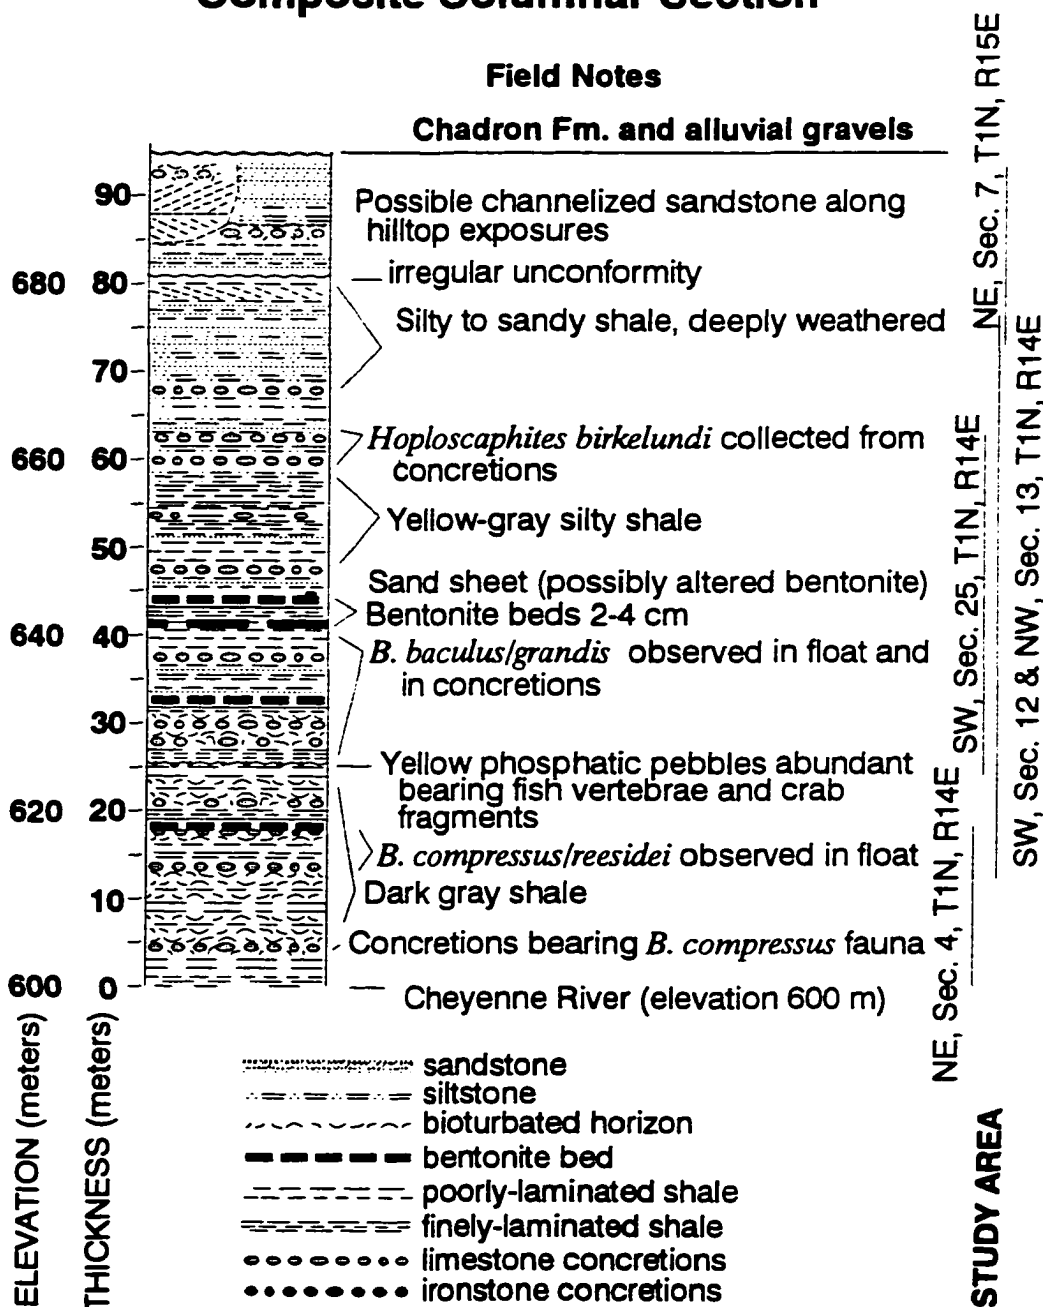 Composite Columnar Section
Field Notes
Chadron Fm. and alluvial gravels
Possible channelized sandstone along
hilltop exposures
irregular unconformity
Silty to sandy shale, deeply weathered
Hoploscaphites birkelundi collected from
concretions
Yellow-gray silty shale
Sand sheet (possibly altered bentonite)
Bentonite beds 2-4 cm
B. baculus/grandis observed in float and
in concretions
Yellow phosphatic pebbles abundant
bearing fish vertebrae and crab
fragments
B. compressus/reesidei observed in float
Dark gray shale
Concretions bearing B. compressus fauna
Cheyenne River (elevation 600 m)
90
680 80
70
660 60
50
640 40
30
620 20
10
600 0
ELEVATION (meters)
THICKNESS (meters)
sandstone
siltstone
bioturbated horizon
bentonite bed
poorly-laminated shale
finely-laminated shale
limestone concretions
ironstone concretions
NE, Sec. 4, T1N, R14E
SW, Sec. 25, T1N, R14E
NE, Sec. 7, T1N, R15E
SW, Sec. 12 & NW, Sec. 13, T1N, R14E
STUDY AREA